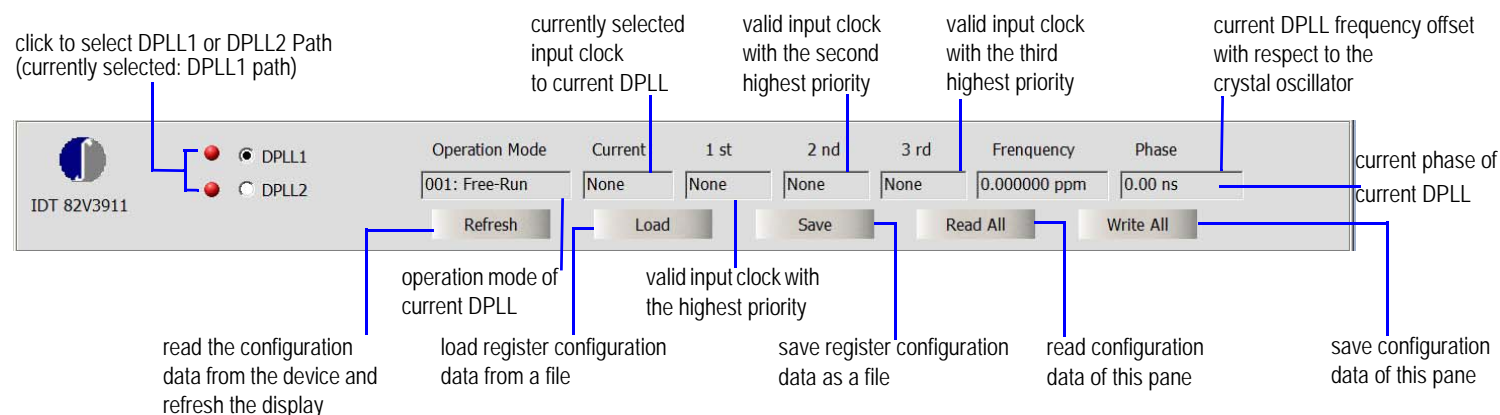 click to select DPLL1 or DPLL2 Path
(currently selected: DPLL1 path)
currently selected
input clock
to current DPLL
valid input clock
with the second
highest priority
valid input clock
with the third
highest priority
current DPLL frequency offset
with respect to the
crystal oscillator
IDT 82V3911
DPLL1
DPLL2
Operation Mode
Current
1 st
2 nd
3 rd
Frenquency
Phase
001: Free-Run
None
None
None
None
0.000000 ppm
0.00 ns
Refresh
Load
Save
Read All
Write All
current phase of
current DPLL
operation mode of
current DPLL
valid input clock with
the highest priority
read the configuration
data from the device and
refresh the display
load register configuration
data from a file
save register configuration
data as a file
read configuration
data of this pane
save configuration
data of this pane